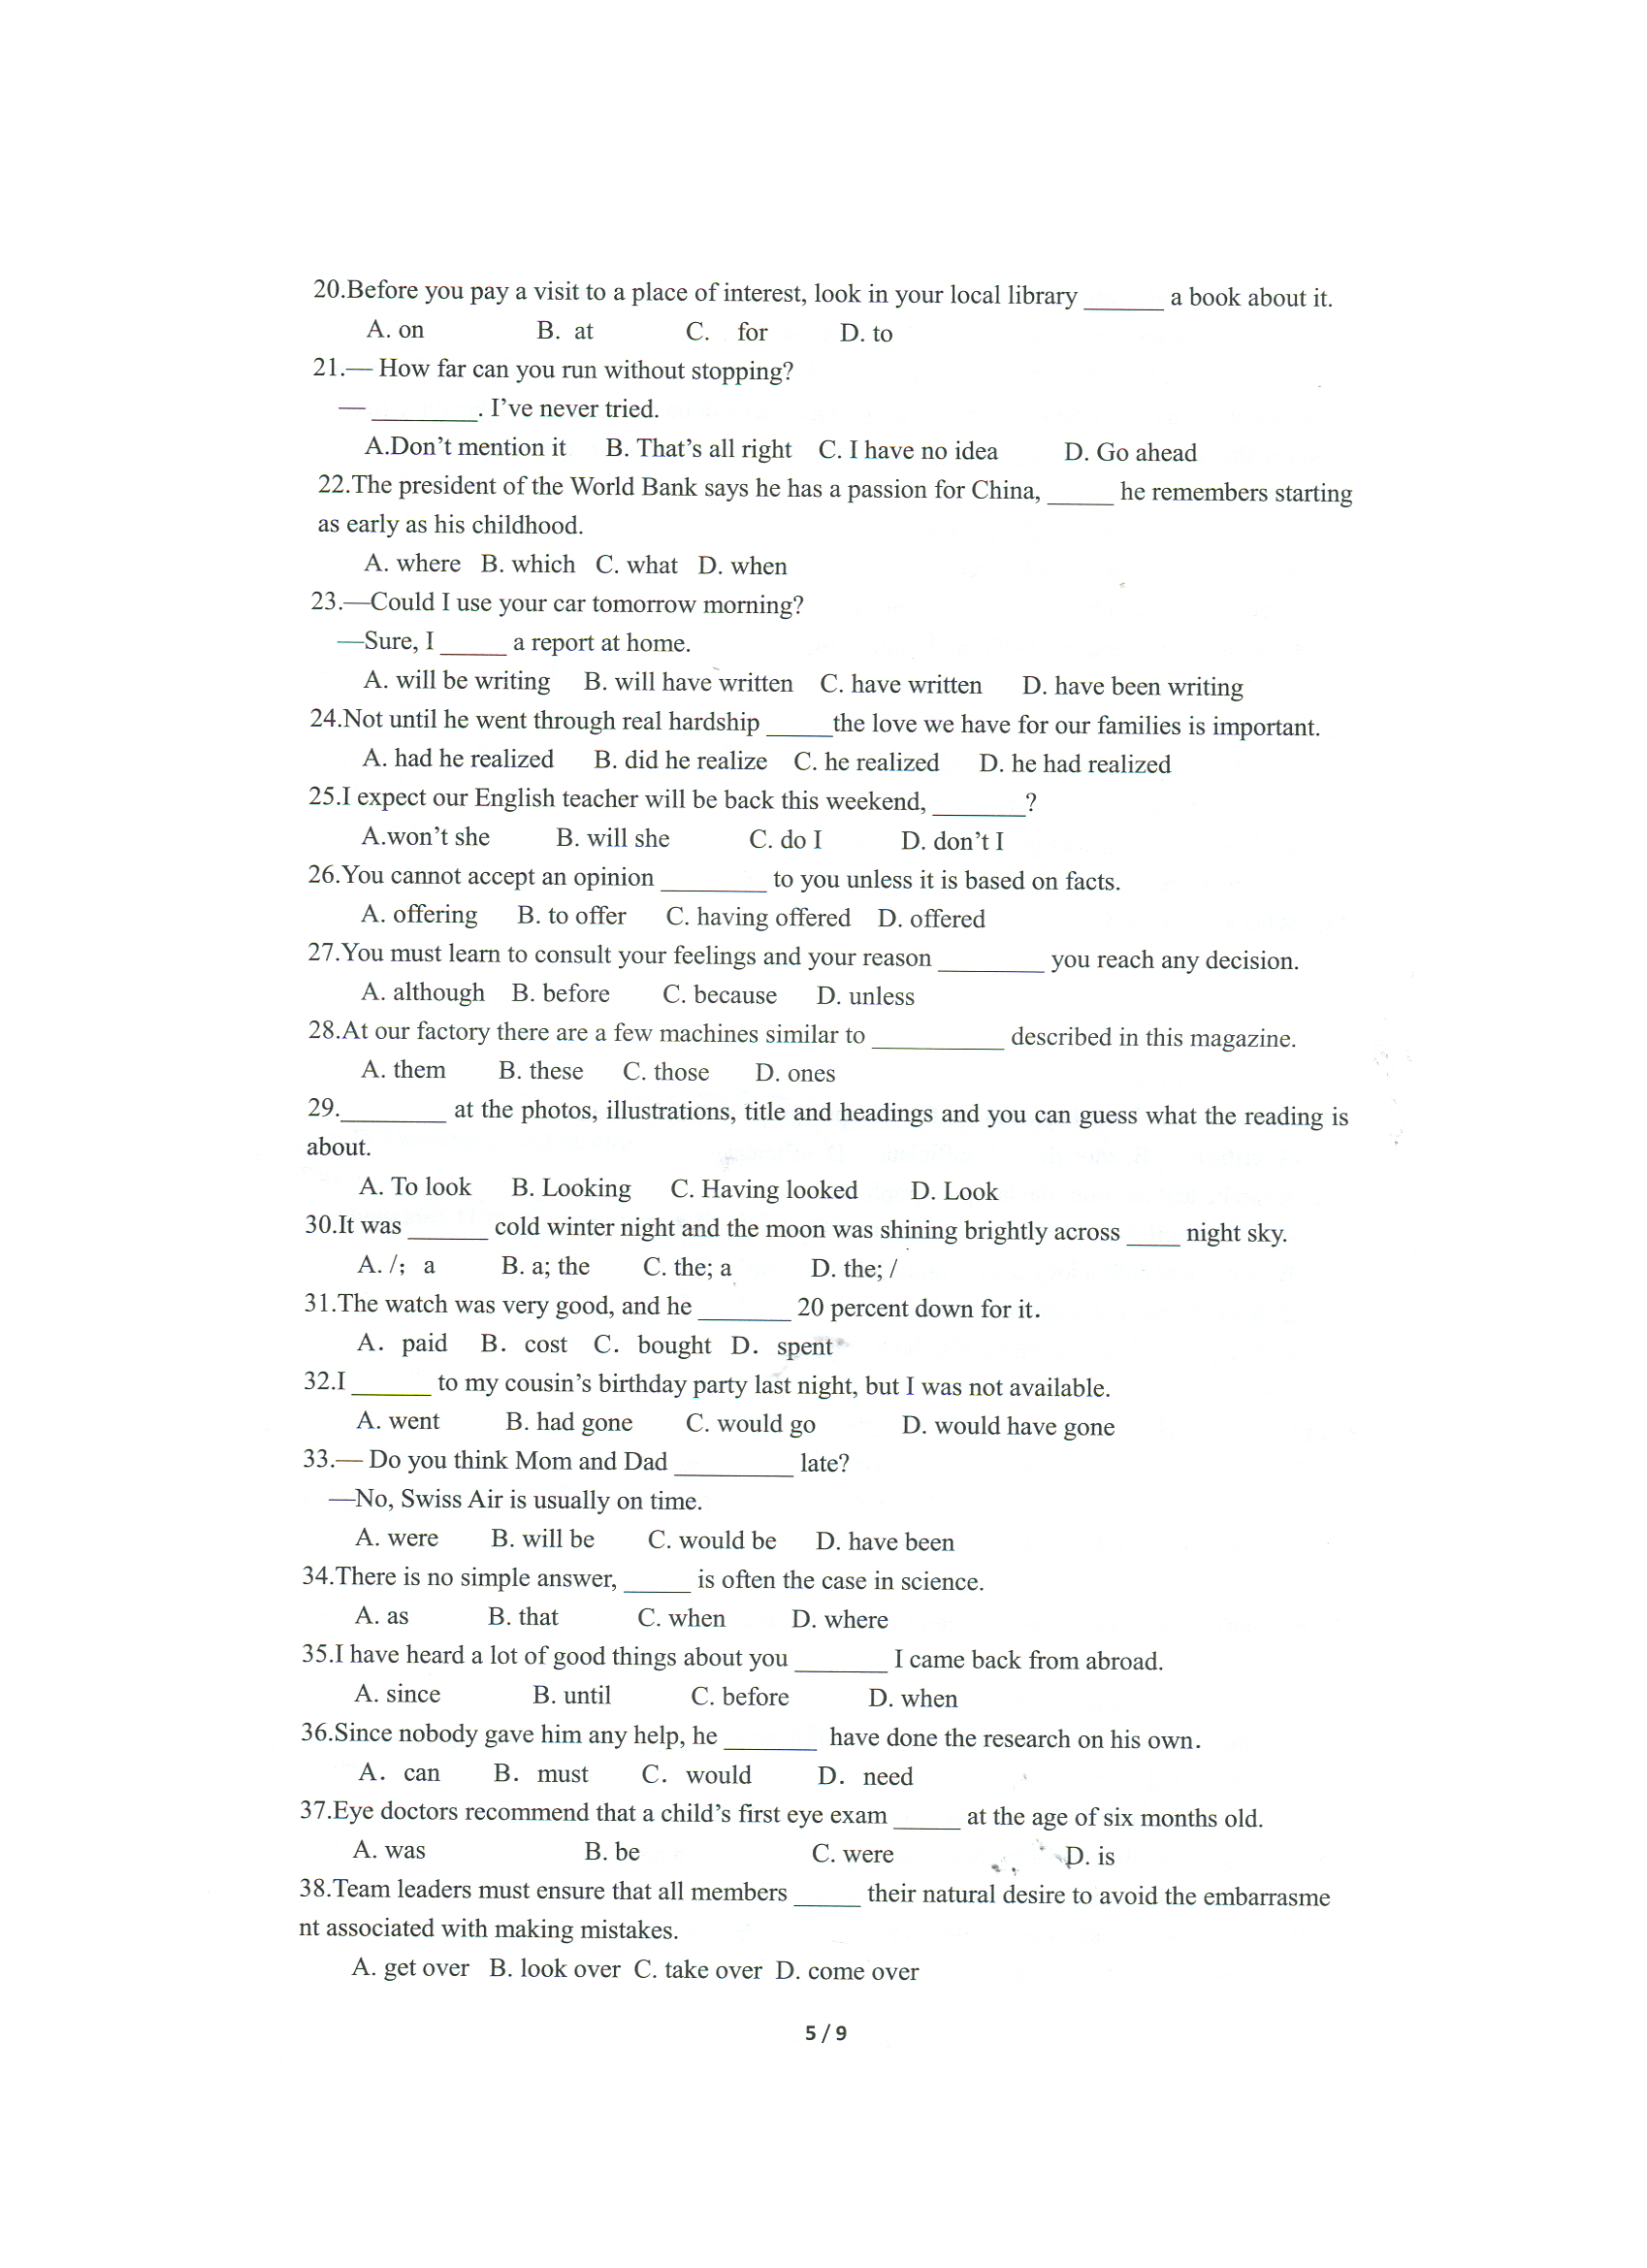 20.Before you pay a visit to a place of interest, look in your local library ______ a book about it.
A. on B. at C. for D. to
21.— How far can you run without stopping?
— ________. I've never tried.
A.Don't mention it B. That's all right C. I have no idea D. Go ahead
22.The president of the World Bank says he has a passion for China, _____ he remembers starting
as early as his childhood.
A. where B. which C. what D. when
23.—Could I use your car tomorrow morning?
—Sure, I _____ a report at home.
A. will be writing B. will have written C. have written D. have been writing
24.Not until he went through real hardship _____the love we have for our families is important.
A. had he realized B. did he realize C. he realized D. he had realized
25.I expect our English teacher will be back this weekend, _______?
A.won't she B. will she C. do I D. don't I
26.You cannot accept an opinion ________ to you unless it is based on facts.
A. offering B. to offer C. having offered D. offered
27.You must learn to consult your feelings and your reason ________ you reach any decision.
A. although B. before C. because D. unless
28.At our factory there are a few machines similar to __________ described in this magazine.
A. them B. these C. those D. ones
29.________ at the photos, illustrations, title and headings and you can guess what the reading is
about.
A. To look B. Looking C. Having looked D. Look
30.It was ______ cold winter night and the moon was shining brightly across ____ night sky.
A. /; a B. a; the C. the; a D. the; /
31.The watch was very good, and he _______ 20 percent down for it.
A. paid B. cost C. bought D. spent
32.I ______ to my cousin's birthday party last night, but I was not available.
A. went B. had gone C. would go D. would have gone
33.— Do you think Mom and Dad _________ late?
—No, Swiss Air is usually on time.
A. were B. will be C. would be D. have been
34.There is no simple answer, _____ is often the case in science.
A. as B. that C. when D. where
35.I have heard a lot of good things about you _______ I came back from abroad.
A. since B. until C. before D. when
36.Since nobody gave him any help, he _______ have done the research on his own.
A. can B. must C. would D. need
37.Eye doctors recommend that a child's first eye exam _____ at the age of six months old.
A. was B. be C. were D. is
38.Team leaders must ensure that all members _____ their natural desire to avoid the embarrasme
nt associated with making mistakes.
A. get over B. look over C. take over D. come over
5 / 9